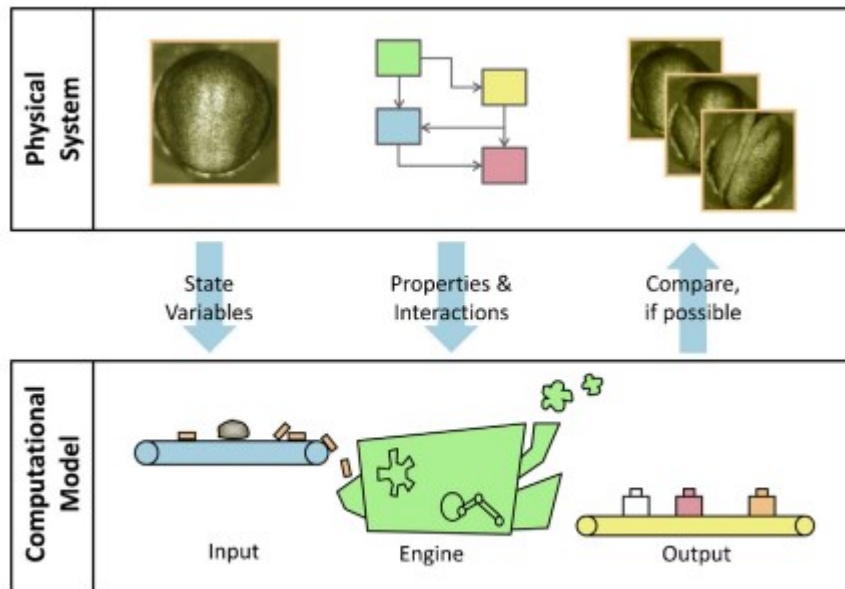 Physical
System
State
Variables
Properties &
Interactions
Compare,
if possible
Computational
Model
Input
Engine
Output